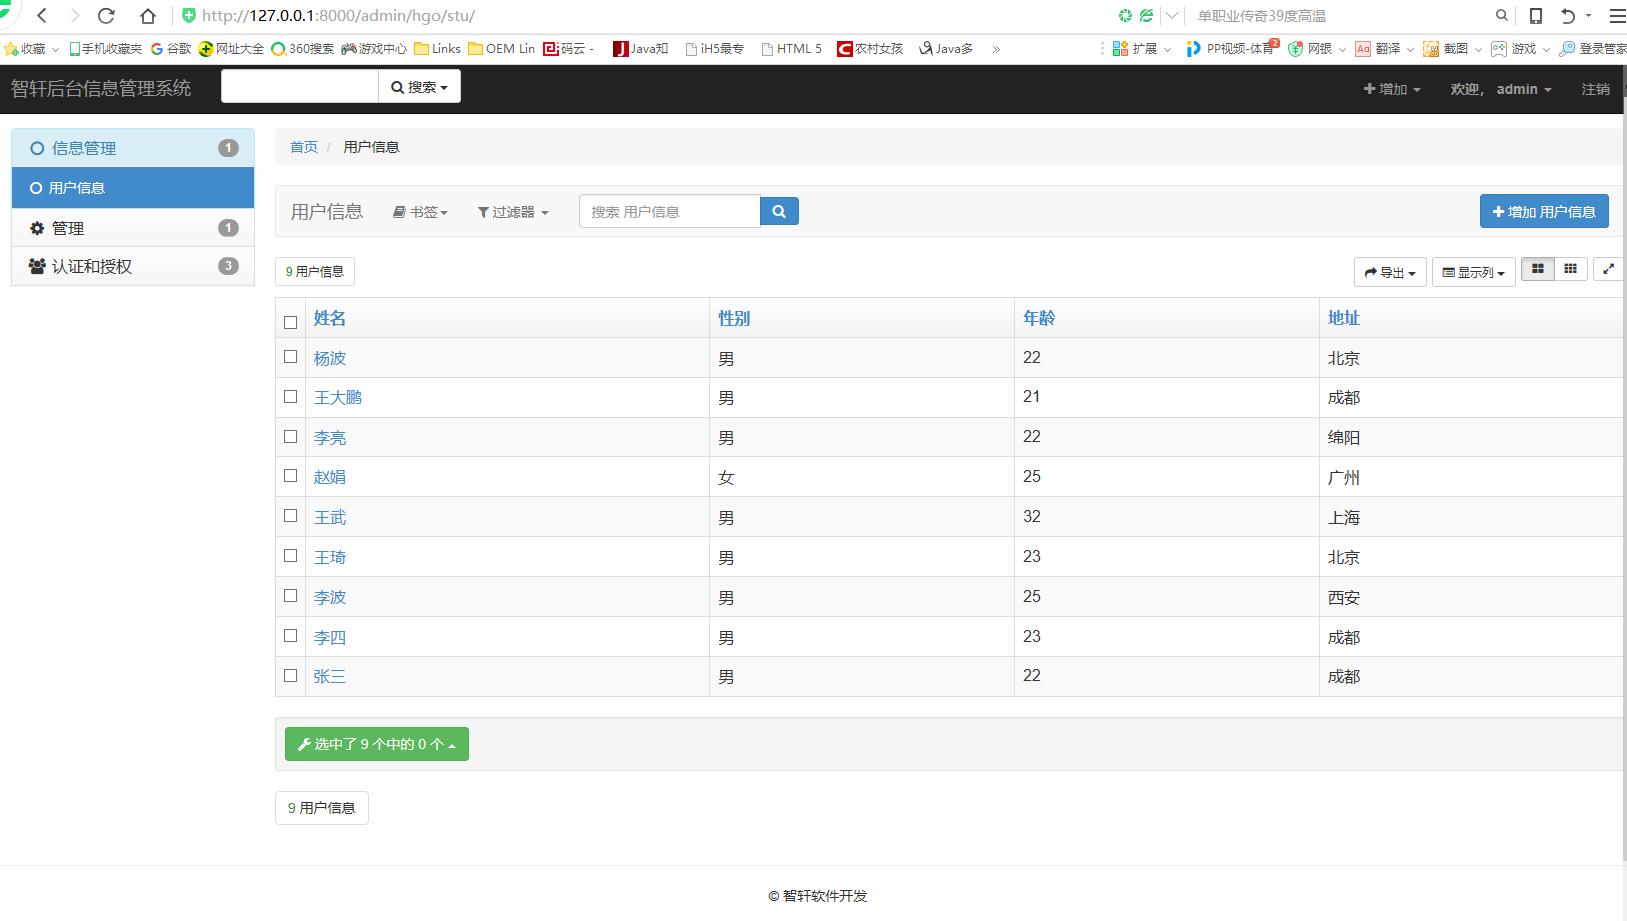 http://127.0.0.1:8000/admin/hgo/stu/ 单职业传奇39度高温
收藏 手机收藏夹 谷歌 网址大全 360搜索 游戏中心 Links OEM Lin 码云 - Java知 iH5最专 HTML 5 农村女孩 Java多 » 扩展 PP视频-体育 2 网银 Aa 翻译 截图 游戏 登录管家
智轩后台信息管理系统 搜索 增加 欢迎， admin 注销
信息管理 1
用户信息
管理 1
认证和授权 3
首页 / 用户信息
用户信息 书签 过滤器 搜索 用户信息 增加 用户信息
9 用户信息 导出 显示列
姓名 性别 年龄 地址
杨波 男 22 北京
王大鹏 男 21 成都
李亮 男 22 绵阳
赵娟 女 25 广州
王武 男 32 上海
王琦 男 23 北京
李波 男 25 西安
李四 男 23 成都
张三 男 22 成都
选中了 9 个中的 0 个
9 用户信息
© 智轩软件开发